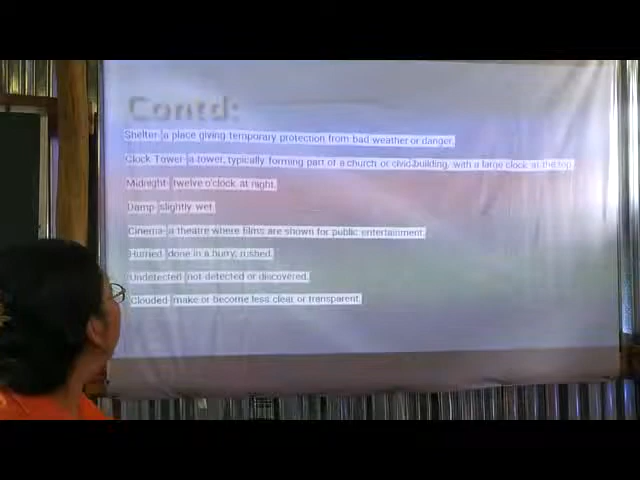 Contd:
Shelter- a place giving temporary protection from bad weather or danger.
Clock Tower- a tower, typically forming part of a church or civic building, with a large clock at the top.
Midnight- twelve o'clock at night.
Damp- slightly wet.
Cinema- a theatre where films are shown for public entertainment.
Hurried- done in a hurry; rushed.
Undetected- not detected or discovered.
Clouded- make or become less clear or transparent.